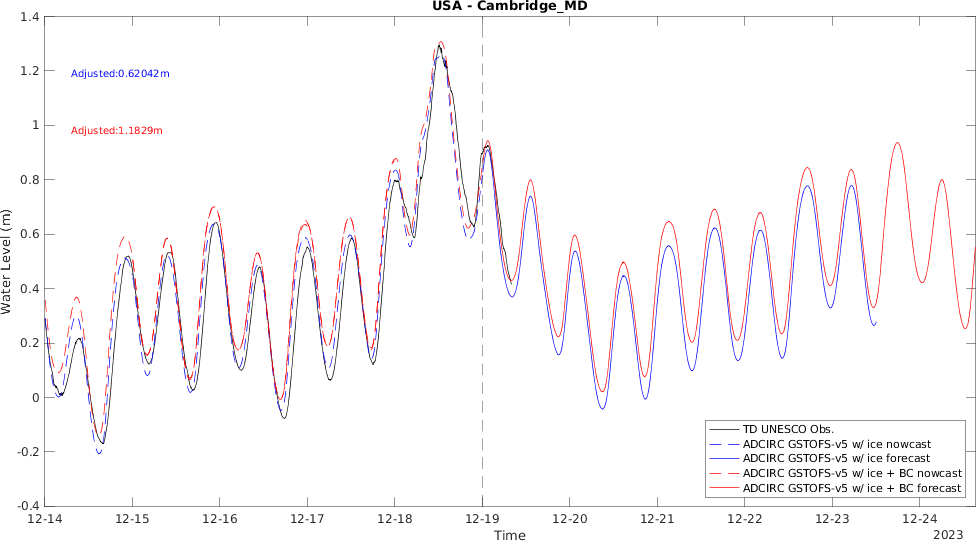 USA - Cambridge_MD
Water Level (m)
1.4
1.2
1
0.8
0.6
0.4
0.2
0
-0.2
-0.4
Adjusted:0.62042m
Adjusted:1.1829m
TD UNESCO Obs.
ADCIRC GSTOFS-v5 w/ ice nowcast
ADCIRC GSTOFS-v5 w/ ice forecast
ADCIRC GSTOFS-v5 w/ ice + BC nowcast
ADCIRC GSTOFS-v5 w/ ice + BC forecast
12-14 12-15 12-16 12-17 12-18 12-19 12-20 12-21 12-22 12-23 12-24
Time
2023